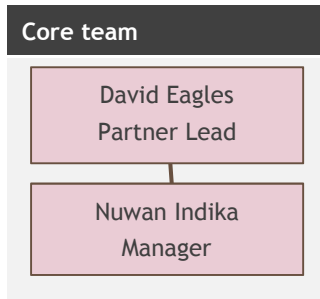 Core team
David Eagles
Partner Lead
Nuwan Indika
Manager